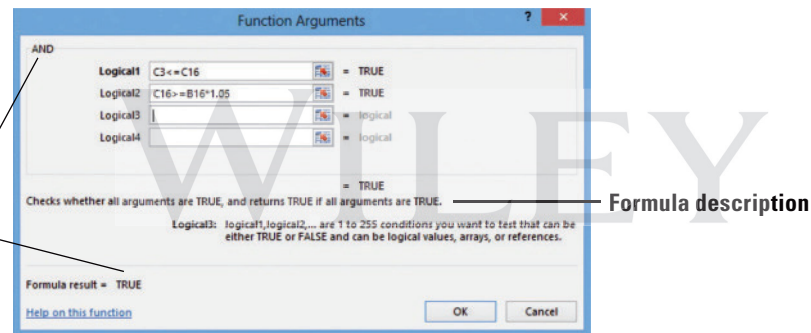 Function Arguments ? ×
AND
Logical1 C3<=C16 = TRUE
Logical2 C16>=B16*1.05 = TRUE
Logical3 = logical
Logical4 = logical
= TRUE
Checks whether all arguments are TRUE, and returns TRUE if all arguments are TRUE.
Formula description
Logical3: logical1,logical2,... are 1 to 255 conditions you want to test that can be
either TRUE or FALSE and can be logical values, arrays, or references.
Formula result = TRUE
Help on this function OK Cancel
WILEY